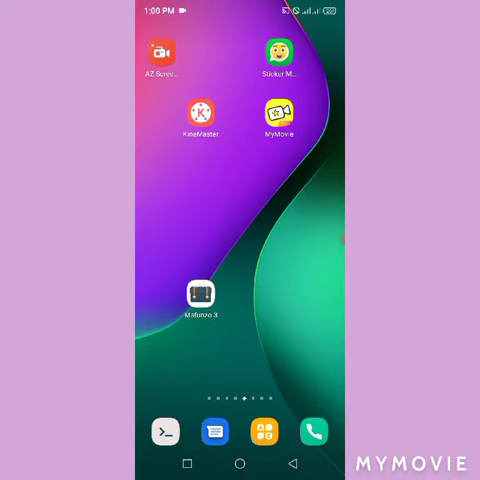 1:00 PM
AZ Scree...
Sticker M...
KineMaster
MyMovie
Mafunzo 3
MYMOVIE